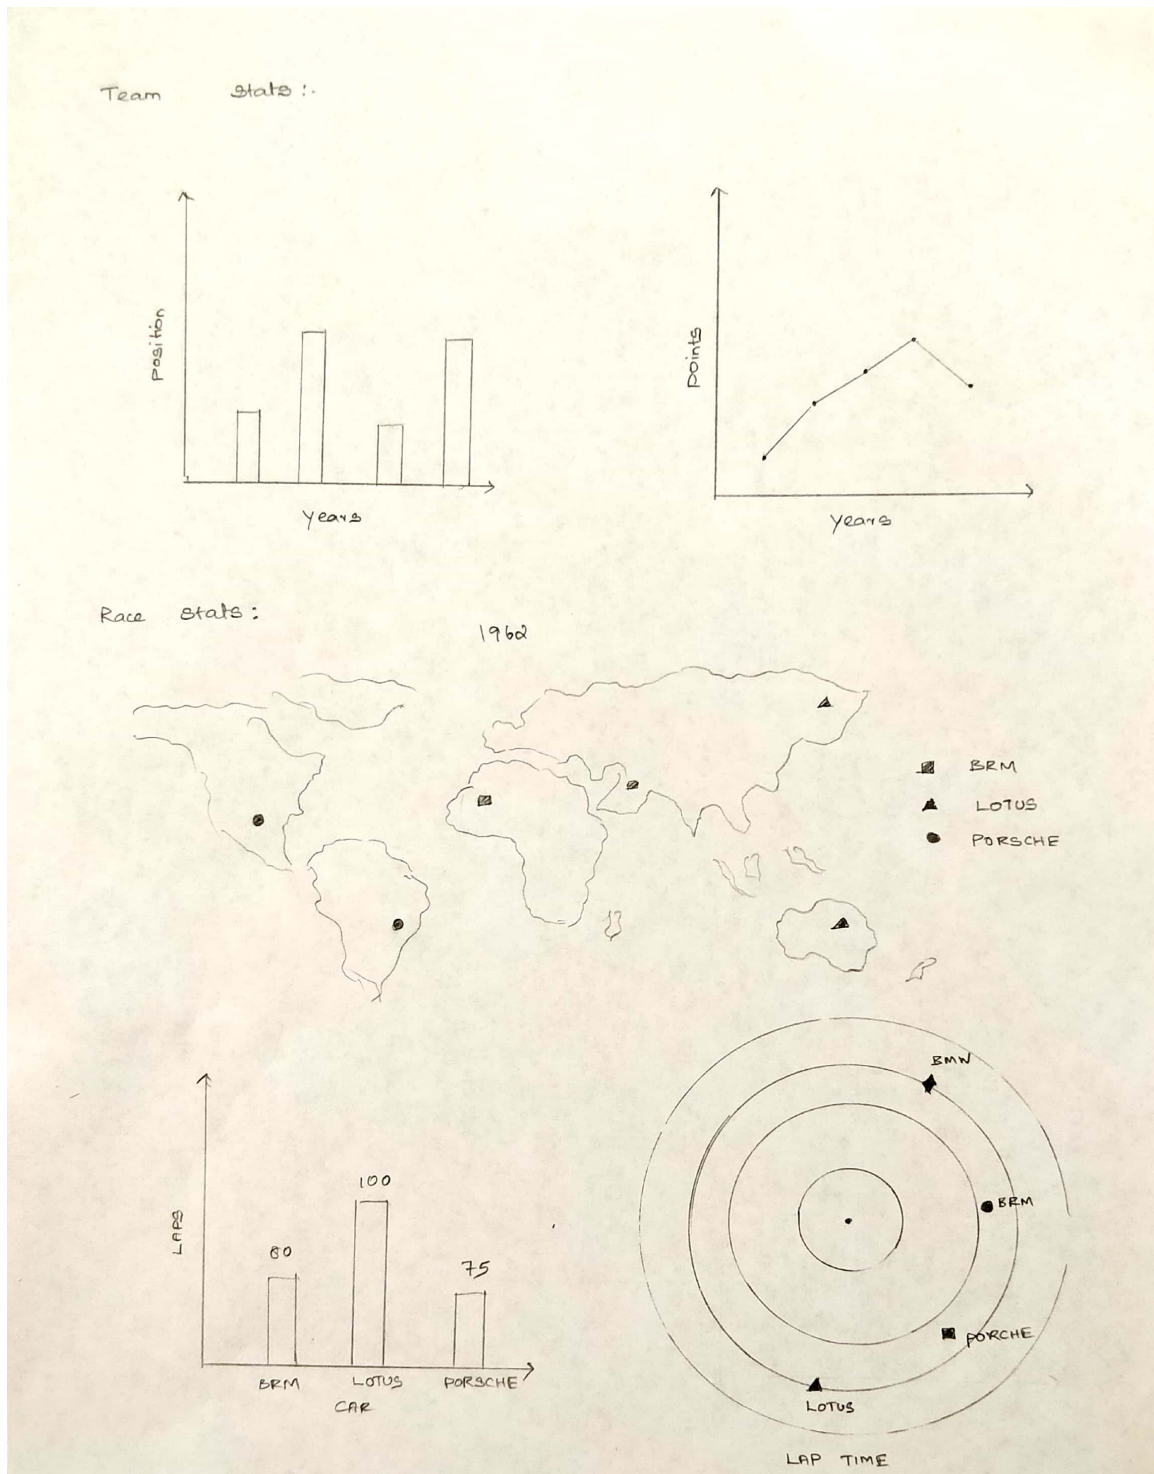 Team stats:.
Position
Years
Points
Years
Race stats:
1962
BRM
LOTUS
PORSCHE
LAPS
80
100
75
BRM LOTUS PORSCHE
CAR
BMW
BRM
PORCHE
LOTUS
LAP TIME